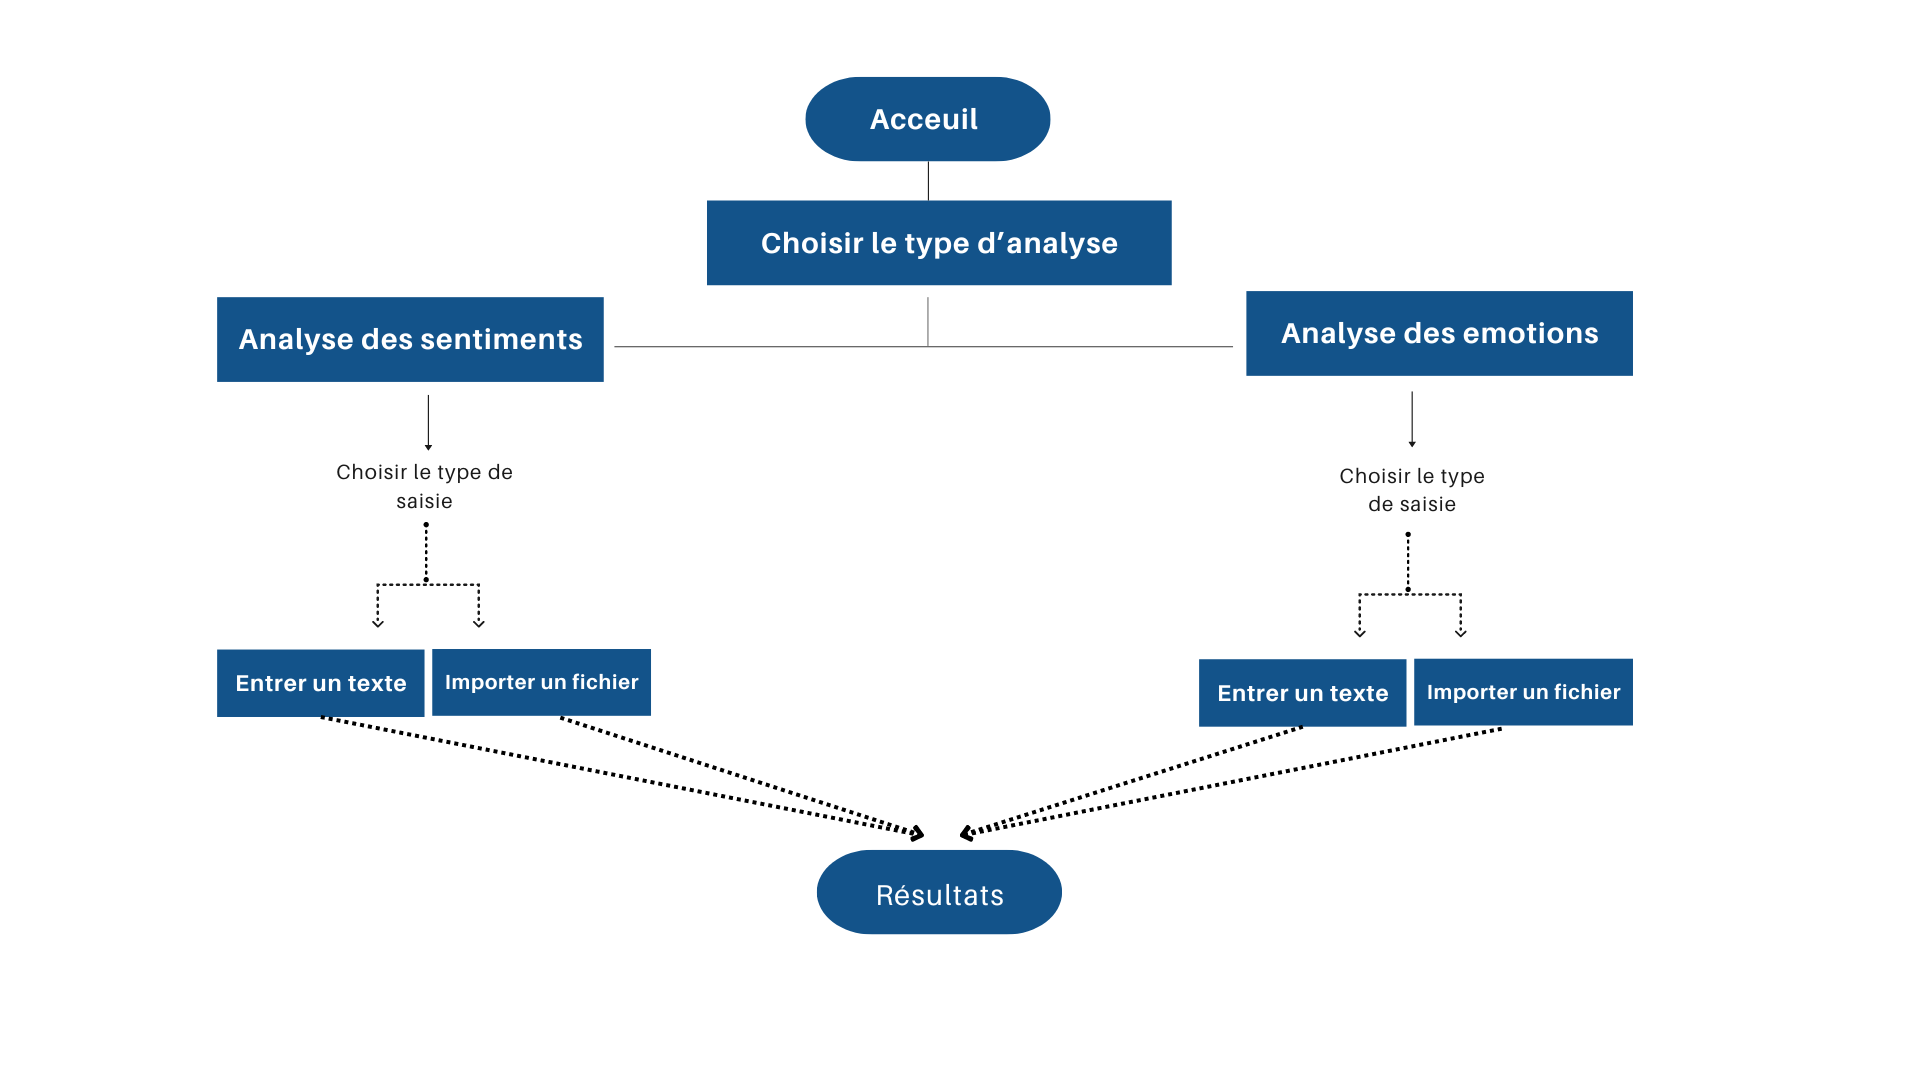 Acceuil
Choisir le type d’analyse
Analyse des sentiments
Analyse des emotions
Choisir le type de
saisie
Choisir le type
de saisie
Entrer un texte
Importer un fichier
Entrer un texte
Importer un fichier
Résultats